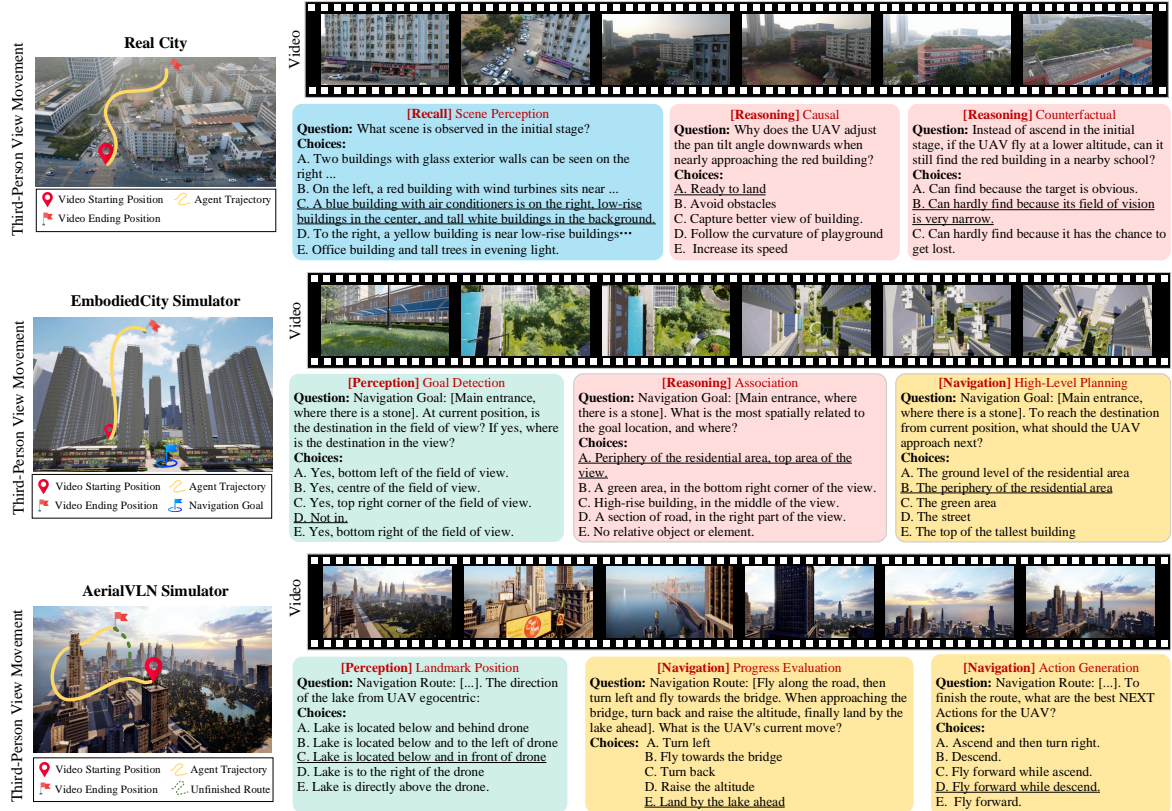 Third-Person View Movement
Real City
Video Starting Position
Agent Trajectory
Video Ending Position
Video
[Recall] Scene Perception
Question: What scene is observed in the initial stage?
Choices:
A. Two buildings with glass exterior walls can be seen on the
right ...
B. On the left, a red building with wind turbines sits near ...
C. A blue building with air conditioners is on the right, low-rise
buildings in the center, and tall white buildings in the background.
D. To the right, a yellow building is near low-rise buildings···
E. Office building and tall trees in evening light.
[Reasoning] Causal
Question: Why does the UAV adjust
the pan tilt angle downwards when
nearly approaching the red building?
Choices:
A. Ready to land
B. Avoid obstacles
C. Capture better view of building.
D. Follow the curvature of playground
E. Increase its speed
[Reasoning] Counterfactual
Question: Instead of ascend in the initial
stage, if the UAV fly at a lower altitude, can it
still find the red building in a nearby school?
Choices:
A. Can find because the target is obvious.
B. Can hardly find because its field of vision
is very narrow.
C. Can hardly find because it has the chance to
get lost.
Third-Person View Movement
EmbodiedCity Simulator
Video Starting Position
Agent Trajectory
Video Ending Position
Navigation Goal
Video
[Perception] Goal Detection
Question: Navigation Goal: [Main entrance,
where there is a stone]. At current position, is
the destination in the field of view? If yes, where
is the destination in the view?
Choices:
A. Yes, bottom left of the field of view.
B. Yes, centre of the field of view.
C. Yes, top right corner of the field of view.
D. Not in.
E. Yes, bottom right of the field of view.
[Reasoning] Association
Question: Navigation Goal: [Main entrance, where
there is a stone]. What is the most spatially related to
the goal location, and where?
Choices:
A. Periphery of the residential area, top area of the
view.
B. A green area, in the bottom right corner of the view.
C. High-rise building, in the middle of the view.
D. A section of road, in the right part of the view.
E. No relative object or element.
[Navigation] High-Level Planning
Question: Navigation Goal: [Main entrance,
where there is a stone]. To reach the destination
from current position, what should the UAV
approach next?
Choices:
A. The ground level of the residential area
B. The periphery of the residential area
C. The green area
D. The street
E. The top of the tallest building
Third-Person View Movement
AerialVLN Simulator
Video Starting Position
Agent Trajectory
Video Ending Position
Unfinished Route
Video
[Perception] Landmark Position
Question: Navigation Route: [...]. The direction
of the lake from UAV egocentric:
Choices:
A. Lake is located below and behind drone
B. Lake is located below and to the left of drone
C. Lake is located below and in front of drone
D. Lake is to the right of the drone
E. Lake is directly above the drone.
[Navigation] Progress Evaluation
Question: Navigation Route: [Fly along the road, then
turn left and fly towards the bridge. When approaching the
bridge, turn back and raise the altitude, finally land by the
lake ahead]. What is the UAV's current move?
Choices: A. Turn left
B. Fly towards the bridge
C. Turn back
D. Raise the altitude
E. Land by the lake ahead
[Navigation] Action Generation
Question: Navigation Route: [...]. To
finish the route, what are the best NEXT
Actions for the UAV?
Choices:
A. Ascend and then turn right.
B. Descend.
C. Fly forward while ascend.
D. Fly forward while descend.
E. Fly forward.